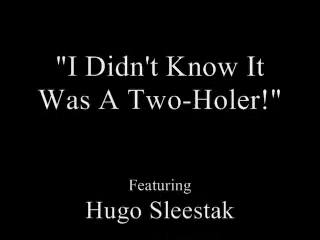 "I Didn't Know It
Was A Two-Holer!"
Featuring
Hugo Sleestak